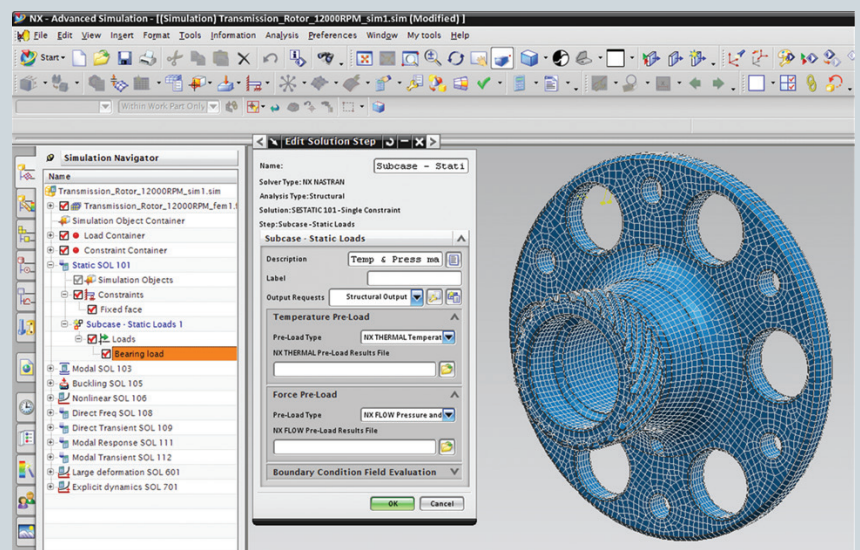 NX - Advanced Simulation - [(Simulation) Transmission_Rotor_12000RPM_sim1.sim (Modified) ]
File Edit View Insert Format Tools Information Analysis Preferences Window My tools Help
Start
Within Work Part Only
Simulation Navigator
Name
Transmission_Rotor_12000RPM_sim1.sim
Transmission_Rotor_12000RPM_fem1.f
Simulation Object Container
Load Container
Constraint Container
Static SOL 101
Simulation Objects
Constraints
Fixed face
Subcase - Static Loads 1
Loads
Bearing load
Modal SOL 103
Buckling SOL 105
Nonlinear SOL 106
Direct Freq SOL 108
Direct Transient SOL 109
Modal Response SOL 111
Modal Transient SOL 112
Large deformation SOL 601
Explicit dynamics SOL 701
Edit Solution Step
Name: Subcase - Stati
Solver Type: NX NASTRAN
Analysis Type: Structural
Solution: SESTATIC 101 - Single Constraint
Step: Subcase - Static Loads
Subcase - Static Loads
Description Temp & Press ma
Label
Output Requests Structural Output
Temperature Pre-Load
Pre-Load Type NX THERMAL Temperat
NX THERMAL Pre-Load Results File
Force Pre-Load
Pre-Load Type NX FLOW Pressure and
NX FLOW Pre-Load Results File
Boundary Condition Field Evaluation
OK Cancel